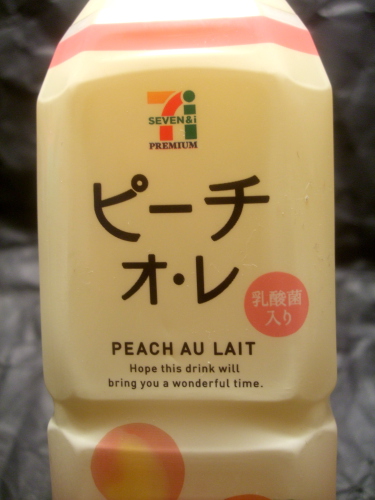 SEVEN&i
PREMIUM
ピーチ
オ・レ
乳酸菌
入り
PEACH AU LAIT
Hope this drink will
bring you a wonderful time.